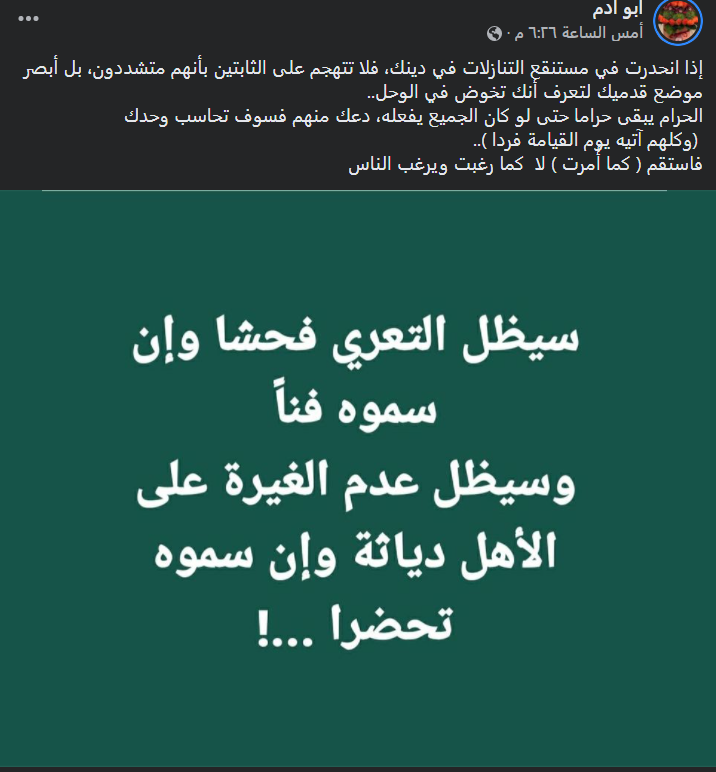 ابو ادم
أمس الساعة ٦:٢٦ م ·
إذا انحدرت في مستنقع التنازلات في دينك، فلا تتهجم على الثابتين بأنهم متشددون، بل أبصر
موضع قدميك لتعرف أنك تخوض في الوحل..
الحرام يبقى حراما حتى لو كان الجميع يفعله، دعك منهم فسوف تحاسب وحدك
(وكلهم آتيه يوم القيامة فردا )..
فاستقم ( كما أُمرت ) لا كما رغبت ويرغب الناس
سيظل التعري فحشا وإن
سموه فناً
وسيظل عدم الغيرة على
الأهل دياثة وإن سموه
تحضرا ...!